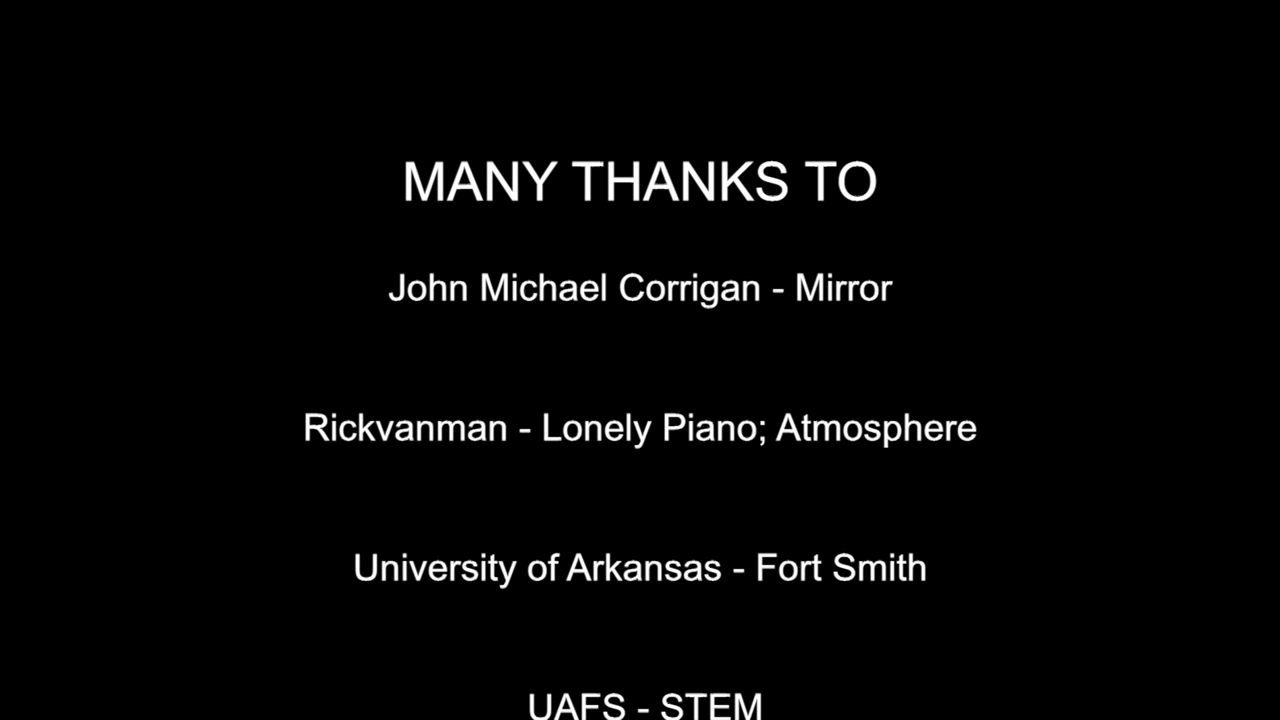 MANY THANKS TO
John Michael Corrigan - Mirror
Rickvanman - Lonely Piano; Atmosphere
University of Arkansas - Fort Smith
UAFS - STEM